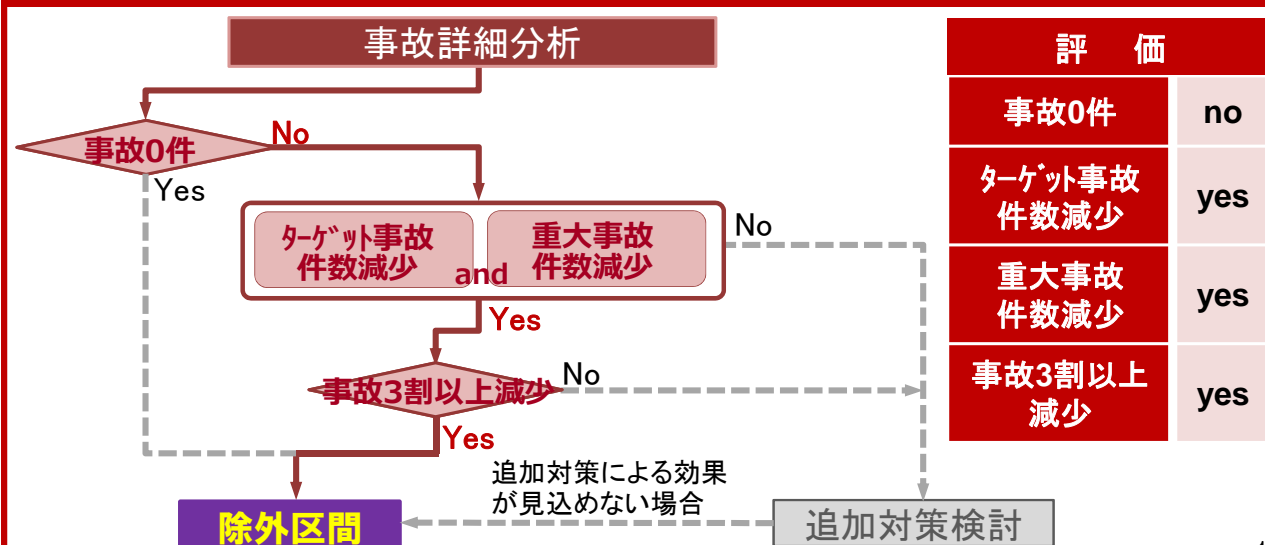 事故詳細分析
事故0件
No
Yes
ﾀｰｹﾞｯﾄ事故
件数減少
and
重大事故
件数減少
No
Yes
事故3割以上減少
No
Yes
追加対策による効果
が見込めない場合
除外区間
追加対策検討
評 価
事故0件 no
ﾀｰｹﾞｯﾄ事故
件数減少 yes
重大事故
件数減少 yes
事故3割以上
減少 yes